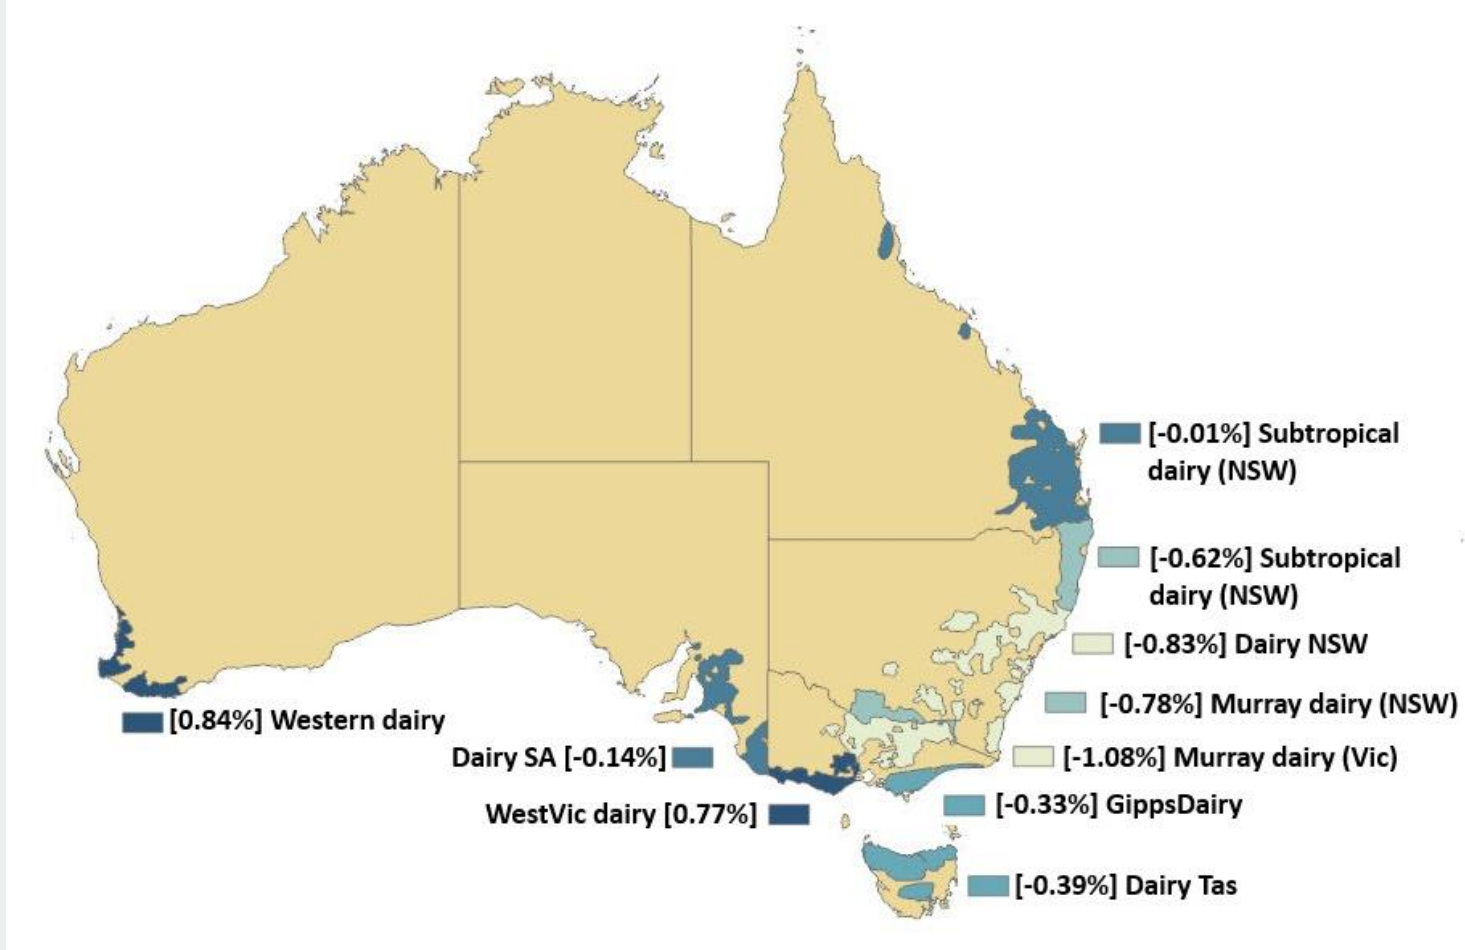 [-0.01%] Subtropical
dairy (NSW)
[-0.62%] Subtropical
dairy (NSW)
[-0.83%] Dairy NSW
[-0.78%] Murray dairy (NSW)
[0.84%] Western dairy
Dairy SA [-0.14%]
[-1.08%] Murray dairy (Vic)
WestVic dairy [0.77%]
[-0.33%] GippsDairy
[-0.39%] Dairy Tas